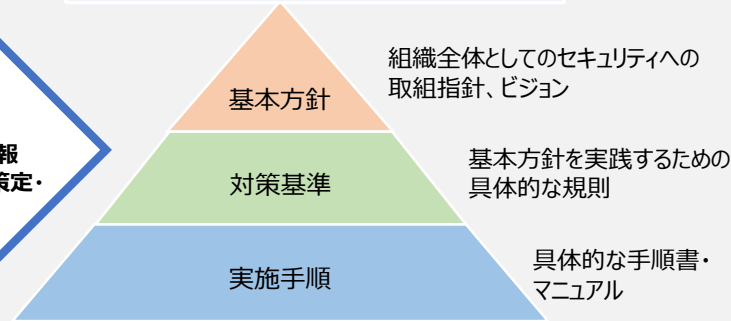 組織全体としてのセキュリティへの
取組指針、ビジョン
基本方針
報
策定・
基本方針を実践するための
具体的な規則
対策基準
具体的な手順書・
マニュアル
実施手順